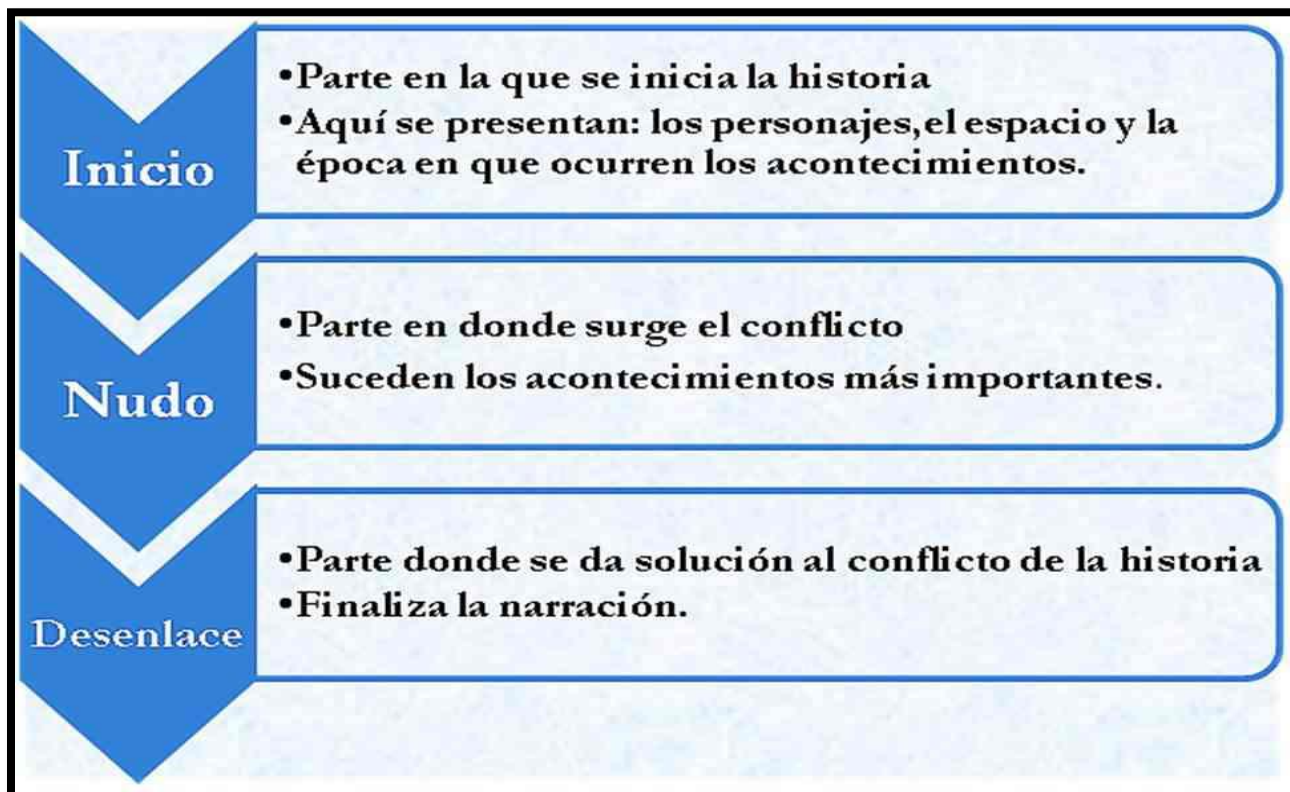 Inicio
•Parte en la que se inicia la historia
•Aquí se presentan: los personajes,el espacio y la
época en que ocurren los acontecimientos.
Nudo
•Parte en donde surge el conflicto
•Suceden los acontecimientos más importantes.
Desenlace
•Parte donde se da solución al conflicto de la historia
•Finaliza la narración.